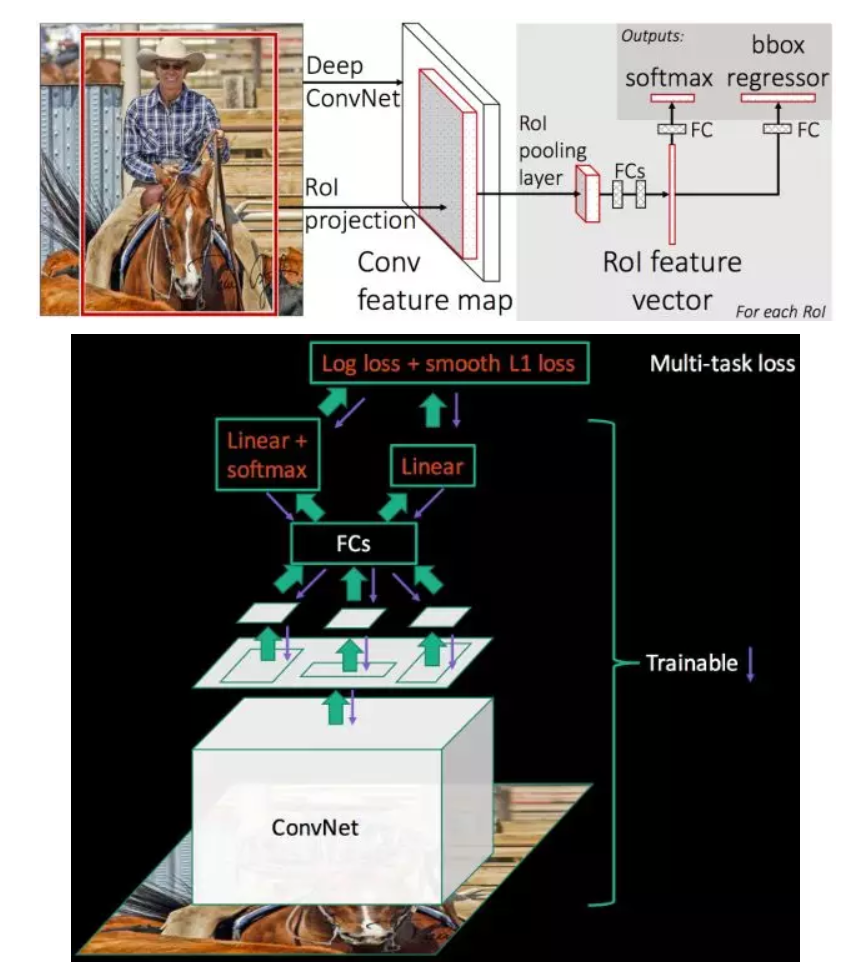 Outputs:
softmax
bbox
regressor
Deep
ConvNet
FC
FC
RoI
pooling
layer
FCs
RoI
projection
Conv
feature map
RoI feature
vector
For each RoI
Log loss + smooth L1 loss
Multi-task loss
Linear +
softmax
Linear
FCs
Trainable
ConvNet